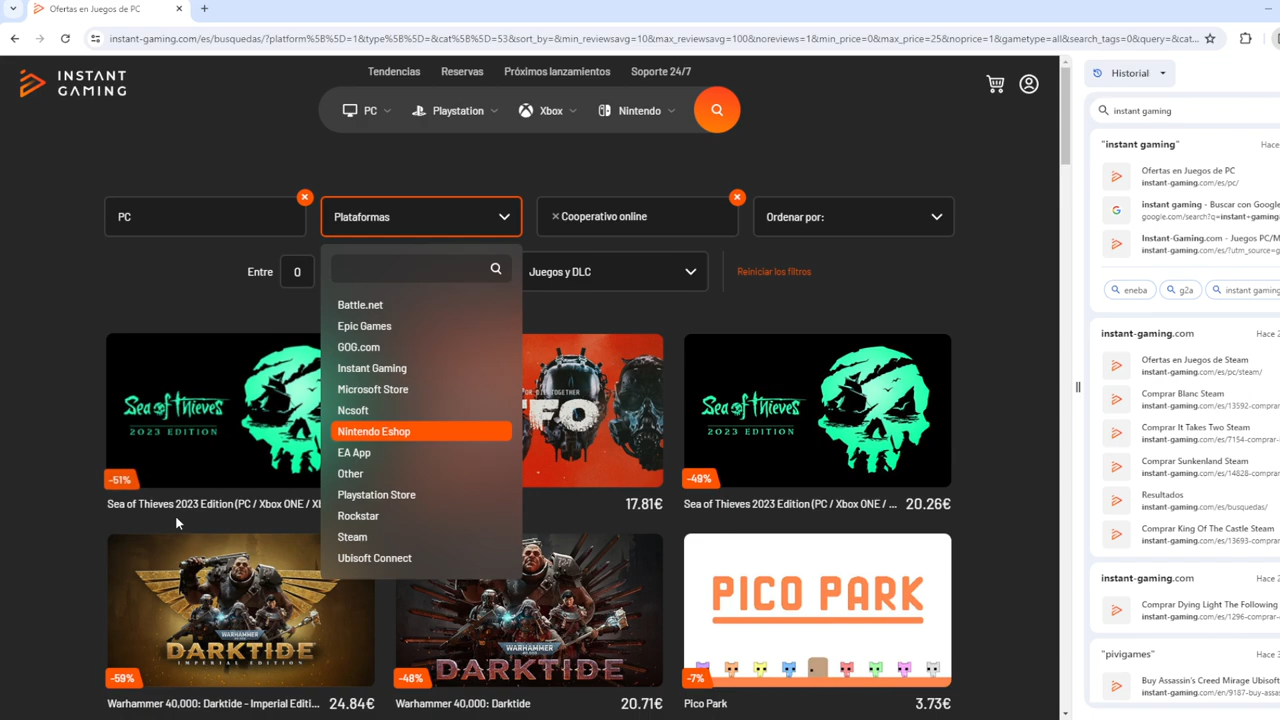 Ofertas en Juegos de PC
instant-gaming.com/es/busquedas/?platform%5B%5D=1&type%5B%5D=&cat%5B%5D=53&sort_by=&min_reviewsavg=10&max_reviewsavg=100&noreviews=1&min_price=0&max_price=25&noprice=1&gametype=all&search_tags=0&query=&cat...
INSTANT
GAMING
Tendencias Reservas Próximos lanzamientos Soporte 24/7
PC Playstation Xbox Nintendo
PC Plataformas × Cooperativo online Ordenar por:
Entre 0 Juegos y DLC Reiniciar los filtros
Battle.net
Epic Games
GOG.com
Instant Gaming
Microsoft Store
Ncsoft
Nintendo Eshop
EA App
Other
Playstation Store
Rockstar
Steam
Ubisoft Connect
Sea of Thieves
2023 EDITION
-51%
Sea of Thieves 2023 Edition (PC / Xbox ONE / X
FO
17.81€
Sea of Thieves
2023 EDITION
-49%
Sea of Thieves 2023 Edition (PC / Xbox ONE / ... 20.26€
WARHAMMER
40,000
DARKTIDE
IMPERIAL EDITION
-59%
Warhammer 40,000: Darktide - Imperial Editi... 24.84€
WARHAMMER
40,000
DARKTIDE
-48%
Warhammer 40,000: Darktide 20.71€
PICO PARK
-7%
Pico Park 3.73€
Historial
instant gaming
"instant gaming" Hace
Ofertas en Juegos de PC
instant-gaming.com/es/pc/
instant gaming - Buscar con Google
google.com/search?q=instant+gaming
Instant-Gaming.com - Juegos PC/M
instant-gaming.com/es/?utm_source=g
eneba g2a instant gaming
instant-gaming.com Hace 2
Ofertas en Juegos de Steam
instant-gaming.com/es/pc/steam/
Comprar Blanc Steam
instant-gaming.com/es/13592-comprar-
Comprar It Takes Two Steam
instant-gaming.com/es/7154-comprar-
Comprar Sunkenland Steam
instant-gaming.com/es/14828-comprar-
Resultados
instant-gaming.com/es/busquedas/
Comprar King Of The Castle Steam
instant-gaming.com/es/13693-comprar-
instant-gaming.com Hace 2
Comprar Dying Light The Following
instant-gaming.com/es/1296-comprar-
"pivigames" Hace 3
Buy Assassin's Creed Mirage Ubisoft
instant-gaming.com/en/9187-buy-assas